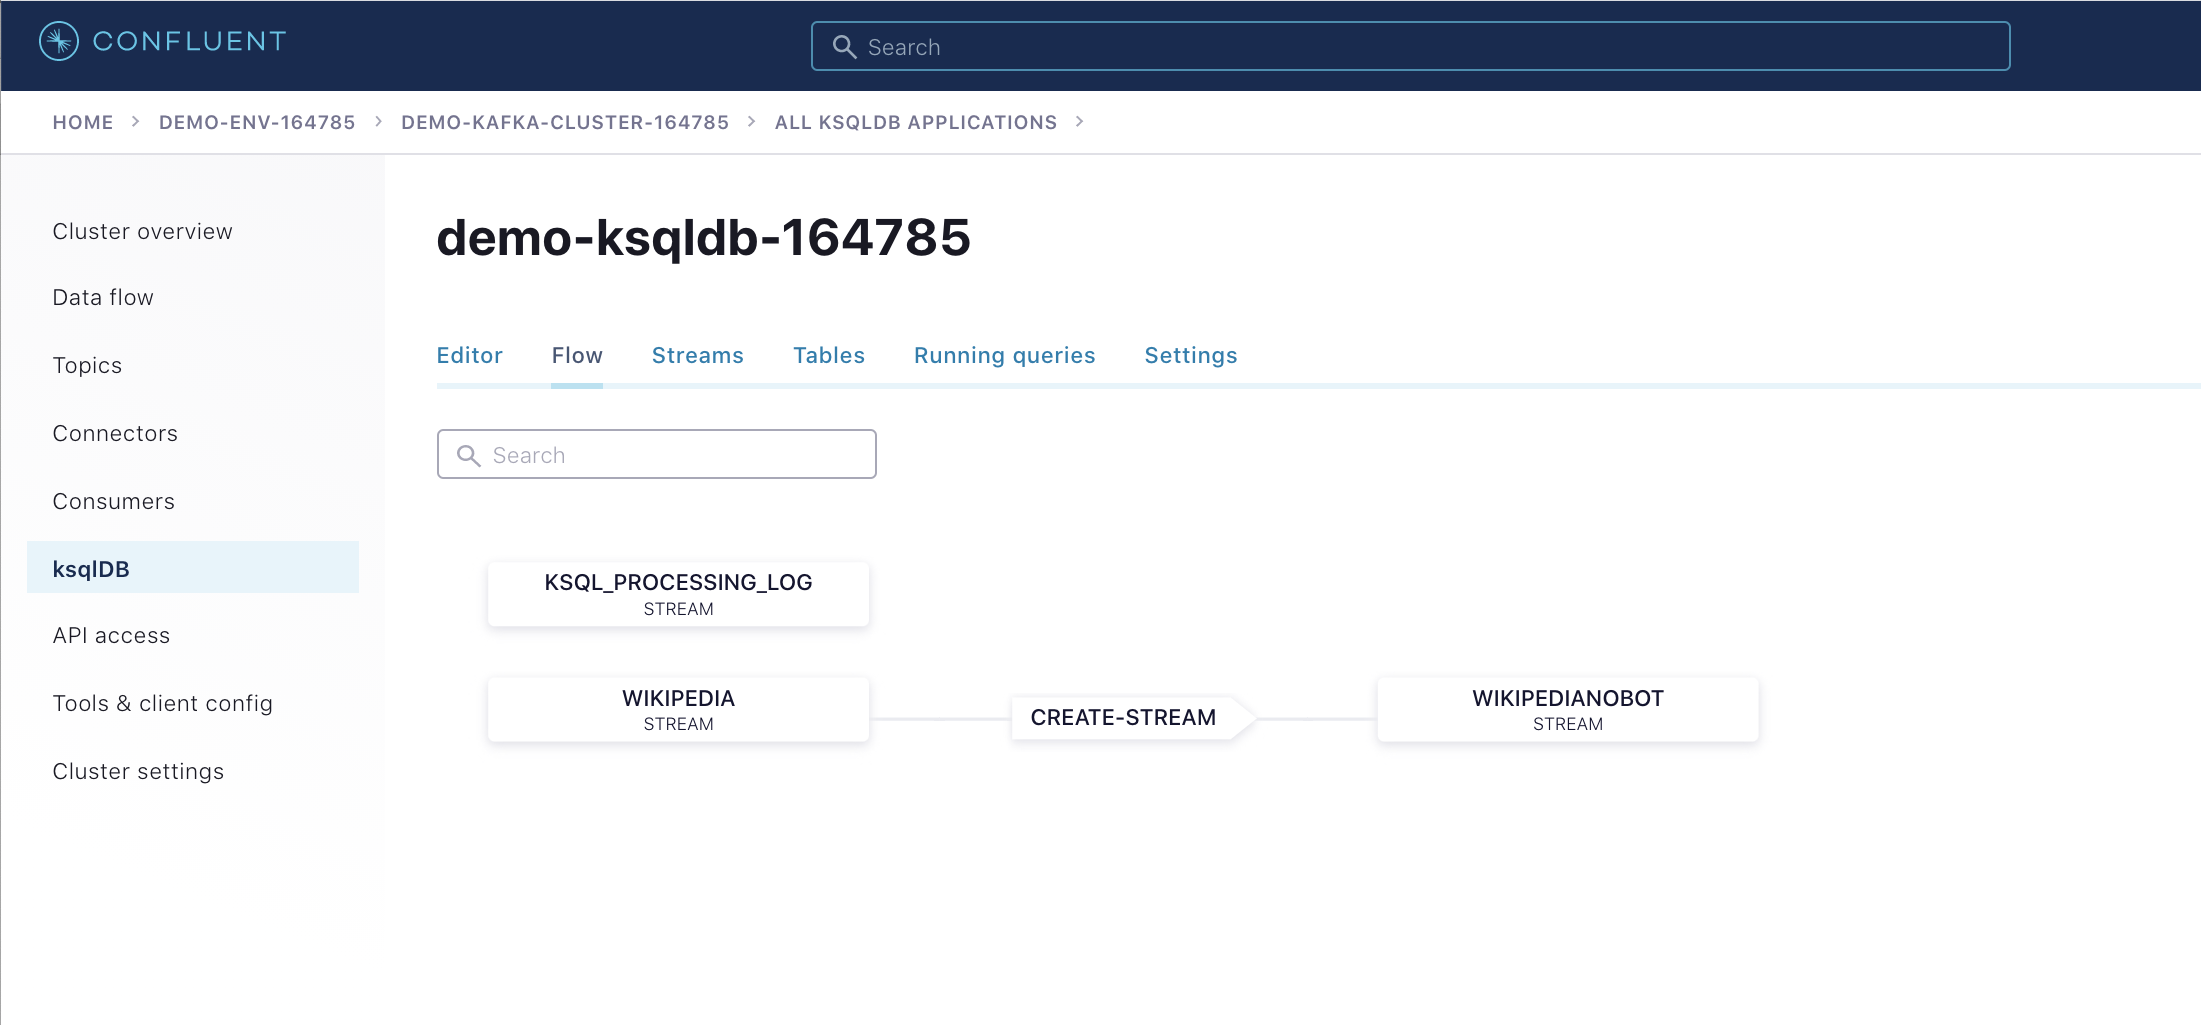 CONFLUENT
Search
HOME > DEMO-ENV-164785 > DEMO-KAFKA-CLUSTER-164785 > ALL KSQLDB APPLICATIONS >
Cluster overview
Data flow
Topics
Connectors
Consumers
ksqlDB
API access
Tools & client config
Cluster settings
demo-ksqldb-164785
Editor Flow Streams Tables Running queries Settings
Search
KSQL_PROCESSING_LOG
STREAM
WIKIPEDIA
STREAM
CREATE-STREAM
WIKIPEDIANOBOT
STREAM